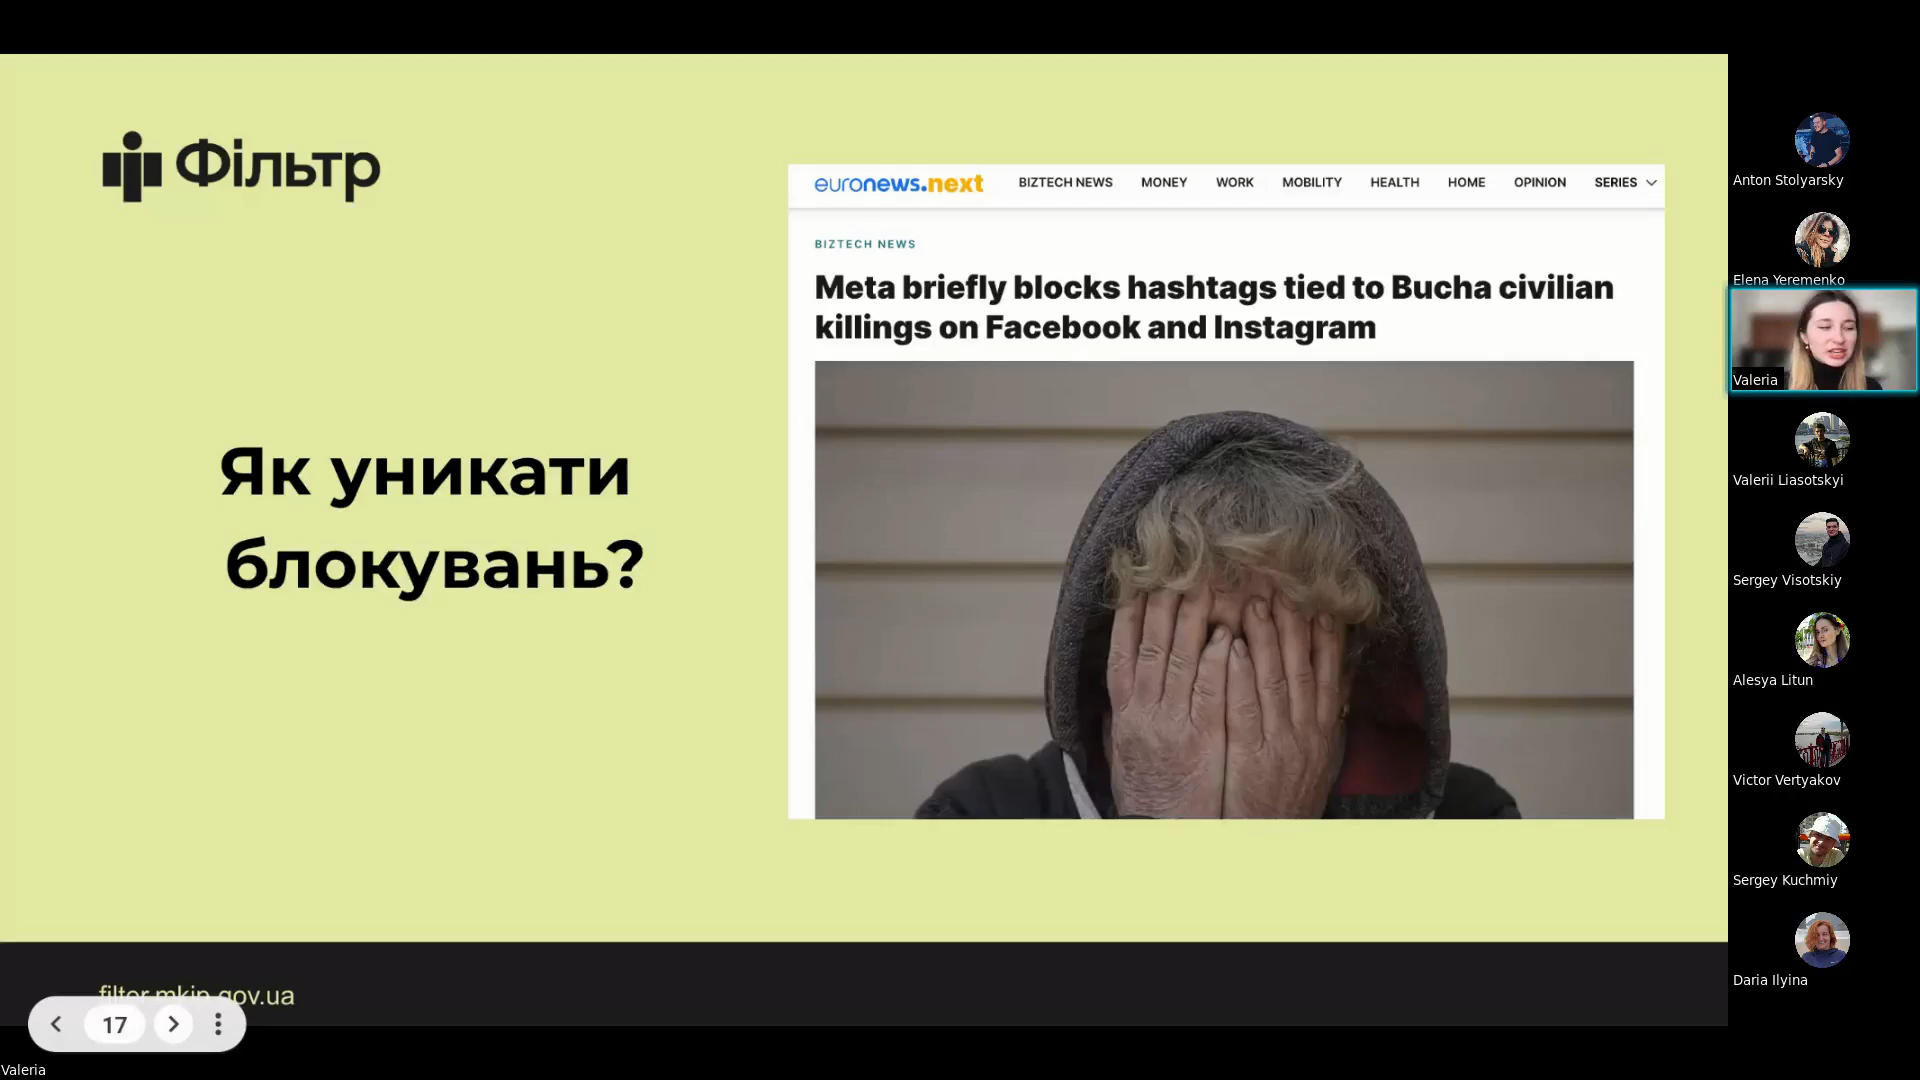 Фільтр
Як уникати
блокувань?
euronews.next
BIZTECH NEWS MONEY WORK MOBILITY HEALTH HOME OPINION SERIES
BIZTECH NEWS
Meta briefly blocks hashtags tied to Bucha civilian
killings on Facebook and Instagram
filter.mkip.gov.ua
17
Valeria
Anton Stolyarsky
Elena Yeremenko
Valeria
Valerii Liasotskyi
Sergey Visotskiy
Alesya Litun
Victor Vertyakov
Sergey Kuchmiy
Daria Ilyina